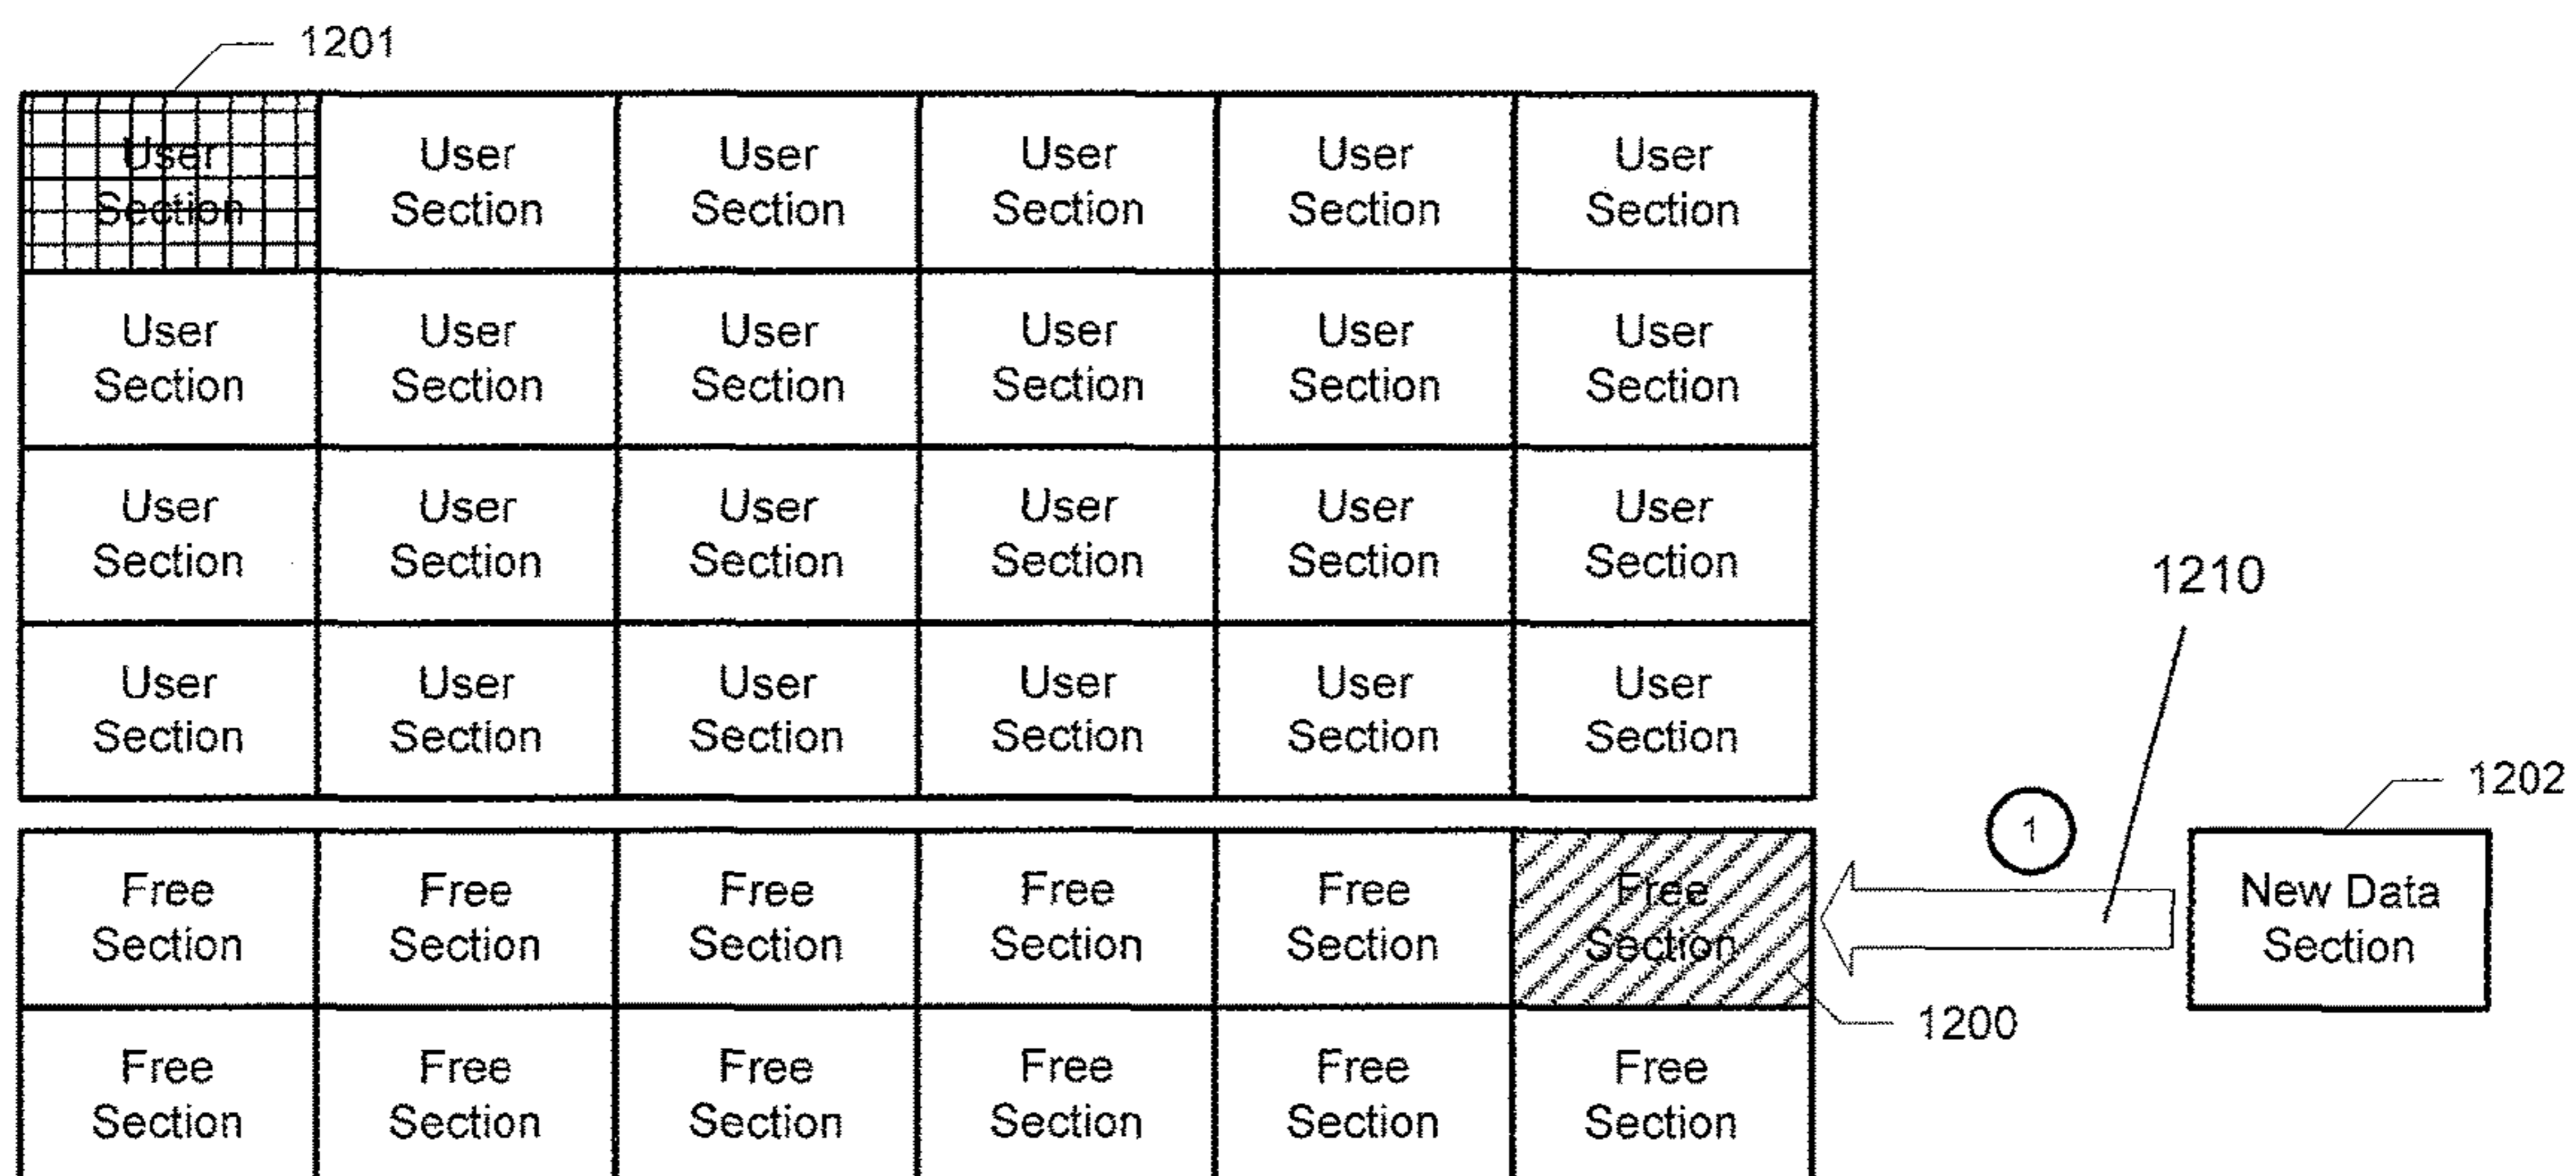 1201
User User User User User User
Section Section Section Section Section Section
User User User User User User
Section Section Section Section Section Section
User User User User User User
Section Section Section Section Section Section
1210
User User User User User User
Section Section Section Section Section Section
1202
1
Free Free Free Free Free Free New Data
Section Section Section Section Section Section Section
1200
Free Free Free Free Free Free
Section Section Section Section Section Section